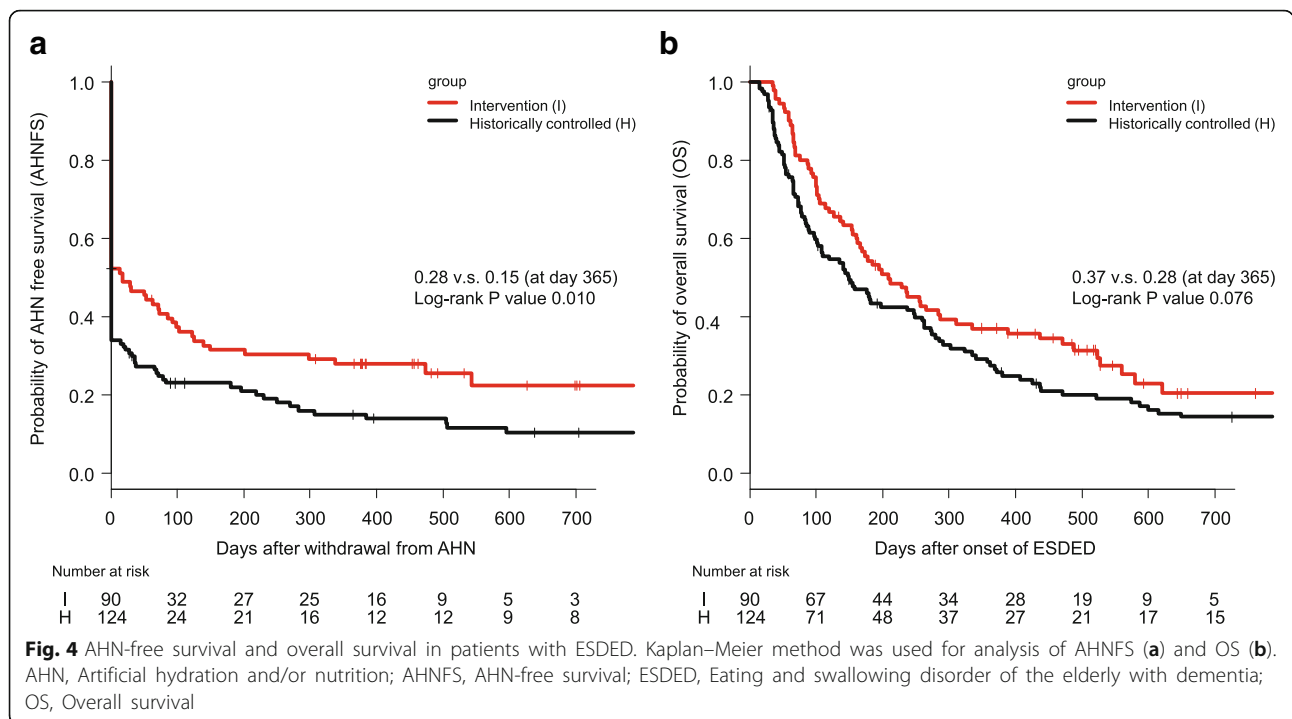 a
Probability of AHN free survival (AHNFS)
1.0
0.8
0.6
0.4
0.2
0.0
group
Intervention (I)
Historically controlled (H)
0.28 v.s. 0.15 (at day 365)
Log-rank P value 0.010
0 100 200 300 400 500 600 700
Days after withdrawal from AHN
Number at risk
I 90 32 27 25 16 9 5 3
H 124 24 21 16 12 12 9 8
b
Probability of overall survival (OS)
1.0
0.8
0.6
0.4
0.2
0.0
group
Intervention (I)
Historically controlled (H)
0.37 v.s. 0.28 (at day 365)
Log-rank P value 0.076
0 100 200 300 400 500 600 700
Days after onset of ESDED
Number at risk
I 90 67 44 34 28 19 9 5
H 124 71 48 37 27 21 17 15
Fig. 4 AHN-free survival and overall survival in patients with ESDED. Kaplan–Meier method was used for analysis of AHNFS (a) and OS (b).
AHN, Artificial hydration and/or nutrition; AHNFS, AHN-free survival; ESDED, Eating and swallowing disorder of the elderly with dementia;
OS, Overall survival